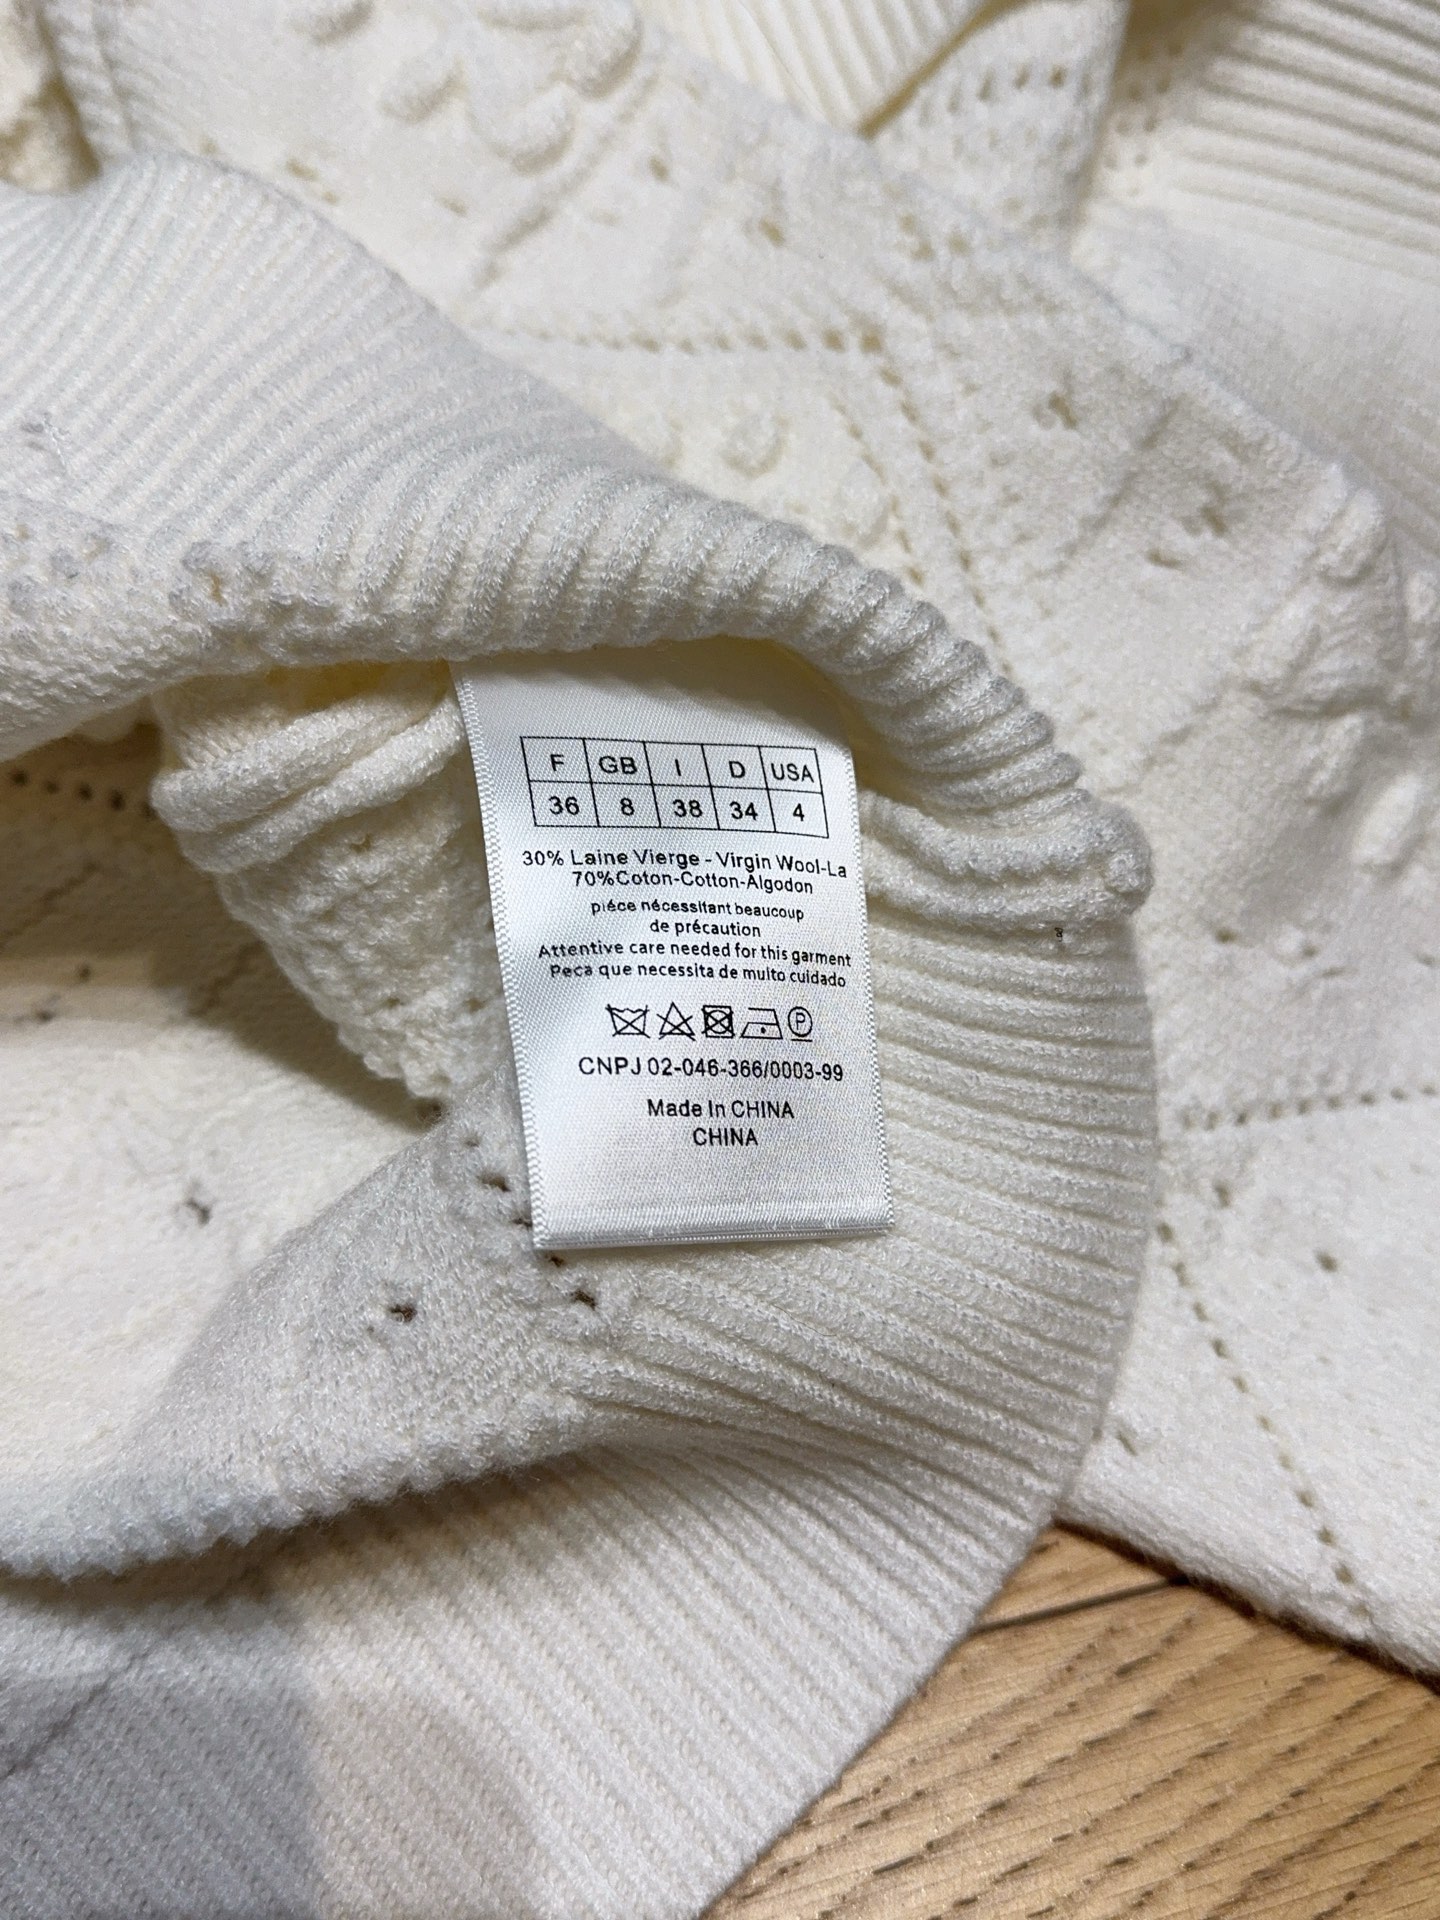 F GB I D USA
36 8 38 34 4
30% Laine Vierge - Virgin Wool-La
70%Coton-Cotton-Algodon
piéce nécessitant beaucoup
de précaution
Attentive care needed for this garment
Peca que necessita de muito cuidado
P
CNPJ 02-046-366/0003-99
Made In CHINA
CHINA